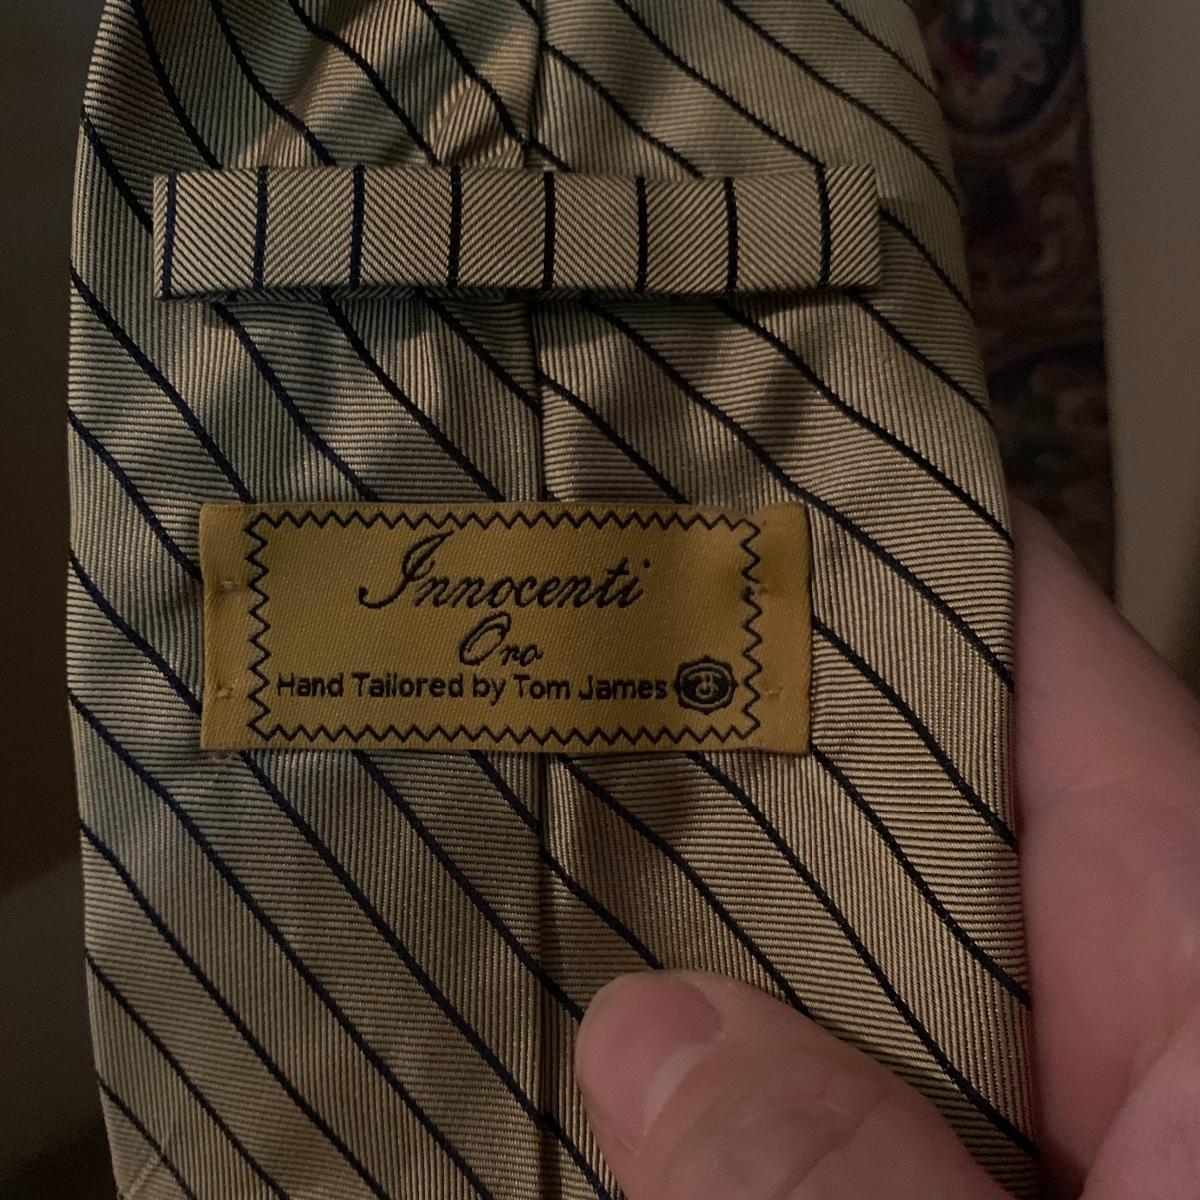 Innocenti
Oro
Hand Tailored by Tom James